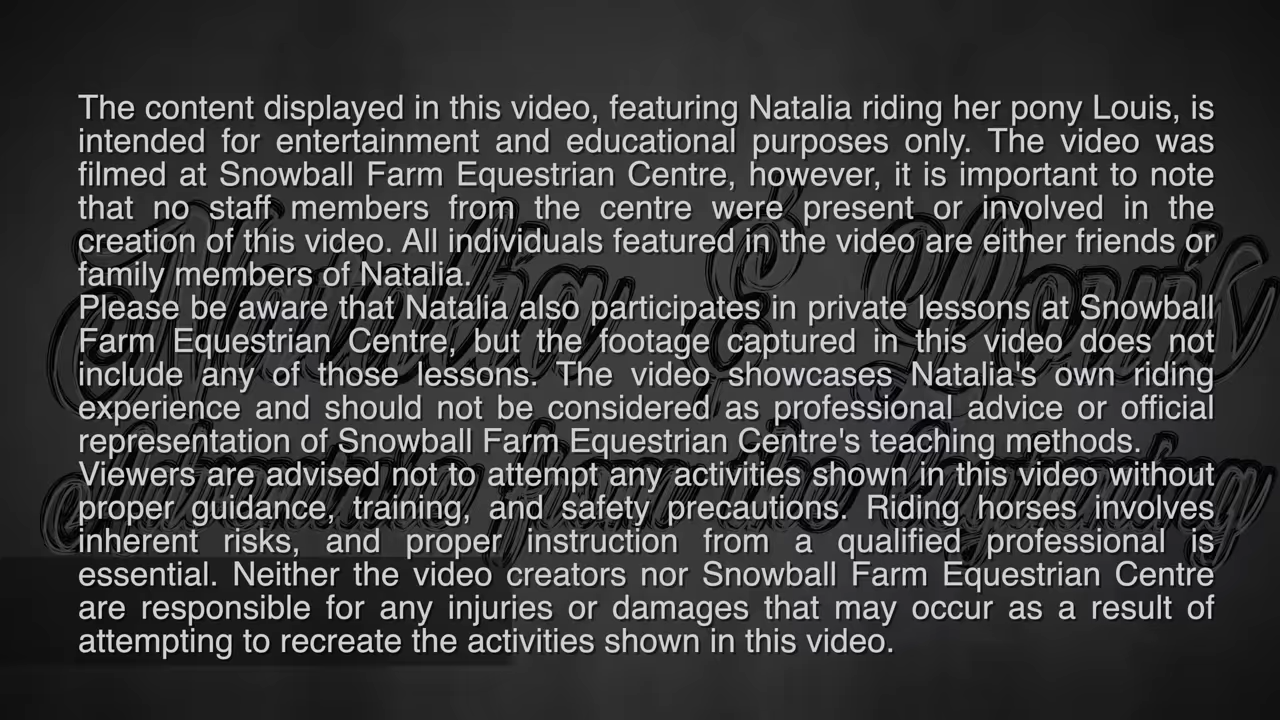 The content displayed in this video, featuring Natalia riding her pony Louis, is
intended for entertainment and educational purposes only. The video was
filmed at Snowball Farm Equestrian Centre, however, it is important to note
that no staff members from the centre were present or involved in the
creation of this video. All individuals featured in the video are either friends or
family members of Natalia.
Please be aware that Natalia also participates in private lessons at Snowball
Farm Equestrian Centre, but the footage captured in this video does not
include any of those lessons. The video showcases Natalia's own riding
experience and should not be considered as professional advice or official
representation of Snowball Farm Equestrian Centre's teaching methods.
Viewers are advised not to attempt any activities shown in this video without
proper guidance, training, and safety precautions. Riding horses involves
inherent risks, and proper instruction from a qualified professional is
essential. Neither the video creators nor Snowball Farm Equestrian Centre
are responsible for any injuries or damages that may occur as a result of
attempting to recreate the activities shown in this video.
Natalia & Louis
from the